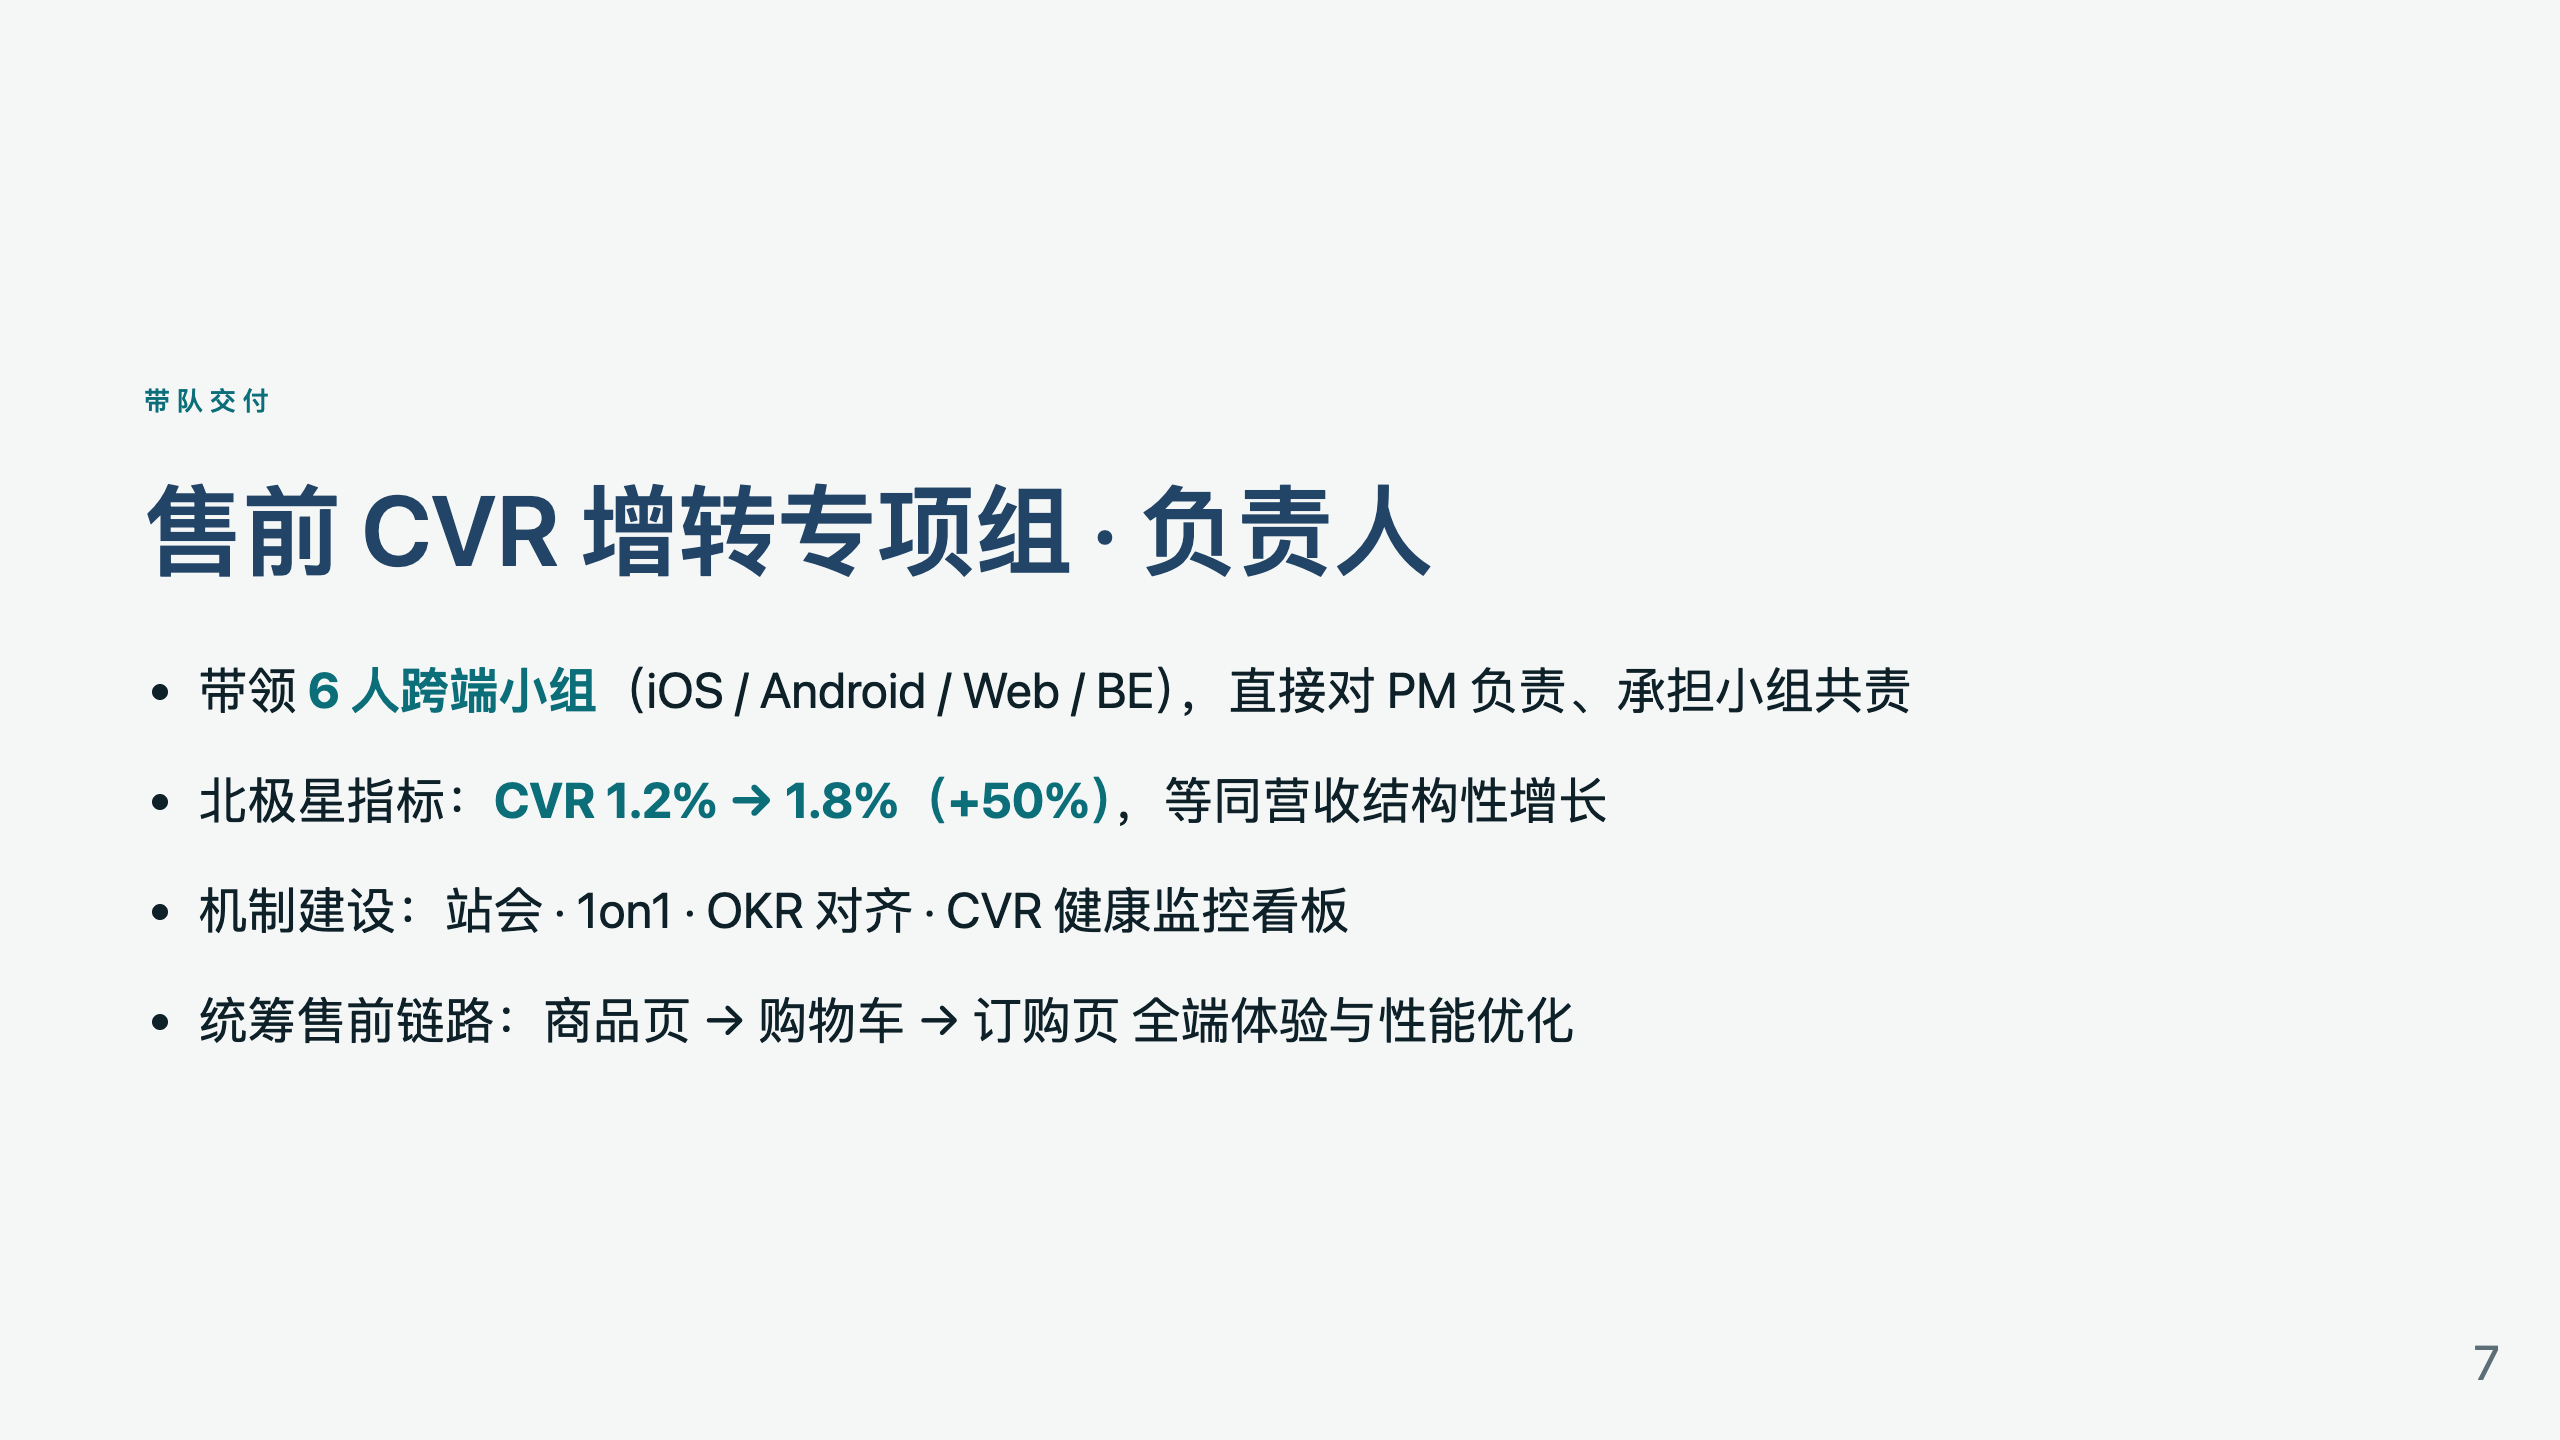 带队交付
售前 CVR 增转专项组 · 负责人
• 带领 6 人跨端小组（iOS / Android / Web / BE），直接对 PM 负责、承担小组共责
• 北极星指标：CVR 1.2% → 1.8%（+50%），等同营收结构性增长
• 机制建设：站会 · 1on1 · OKR 对齐 · CVR 健康监控看板
• 统筹售前链路：商品页 → 购物车 → 订购页 全端体验与性能优化
7